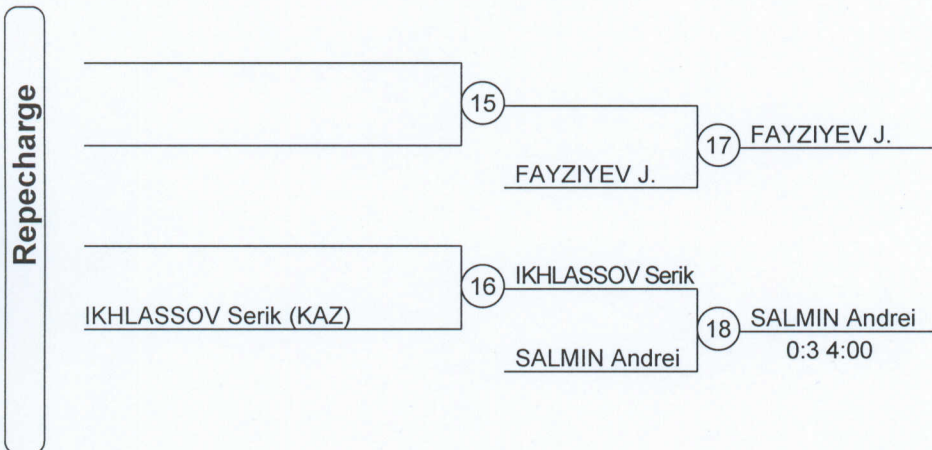 Repechage
15
17
FAYZIYEV J.
FAYZIYEV J.
16
IKHLASSOV Serik
IKHLASSOV Serik (KAZ)
18
SALMIN Andrei
0:3 4:00
SALMIN Andrei